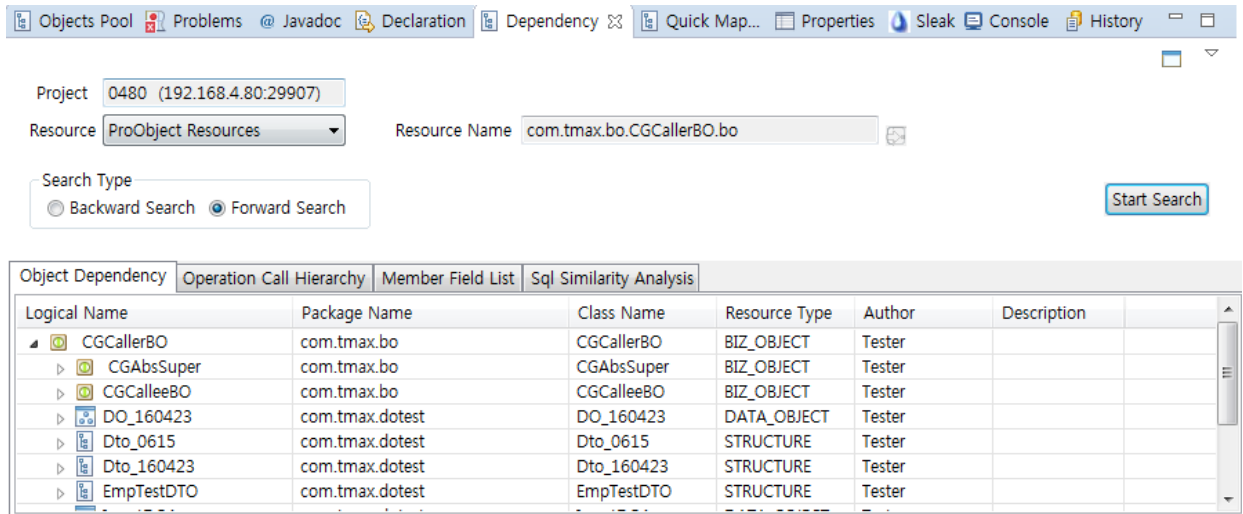 Objects Pool Problems @ Javadoc Declaration Dependency Quick Map... Properties Sleak Console History
Project 0480 (192.168.4.80:29907)
Resource ProObject Resources Resource Name com.tmax.bo.CGCallerBO.bo
Search Type
Backward Search Forward Search Start Search
Object Dependency Operation Call Hierarchy Member Field List Sql Similarity Analysis
Logical Name Package Name Class Name Resource Type Author Description
CGCallerBO com.tmax.bo CGCallerBO BIZ_OBJECT Tester
CGAbsSuper com.tmax.bo CGAbsSuper BIZ_OBJECT Tester
CGCalleeBO com.tmax.bo CGCalleeBO BIZ_OBJECT Tester
DO_160423 com.tmax.dotest DO_160423 DATA_OBJECT Tester
Dto_0615 com.tmax.dotest Dto_0615 STRUCTURE Tester
Dto_160423 com.tmax.dotest Dto_160423 STRUCTURE Tester
EmpTestDTO com.tmax.dotest EmpTestDTO STRUCTURE Tester